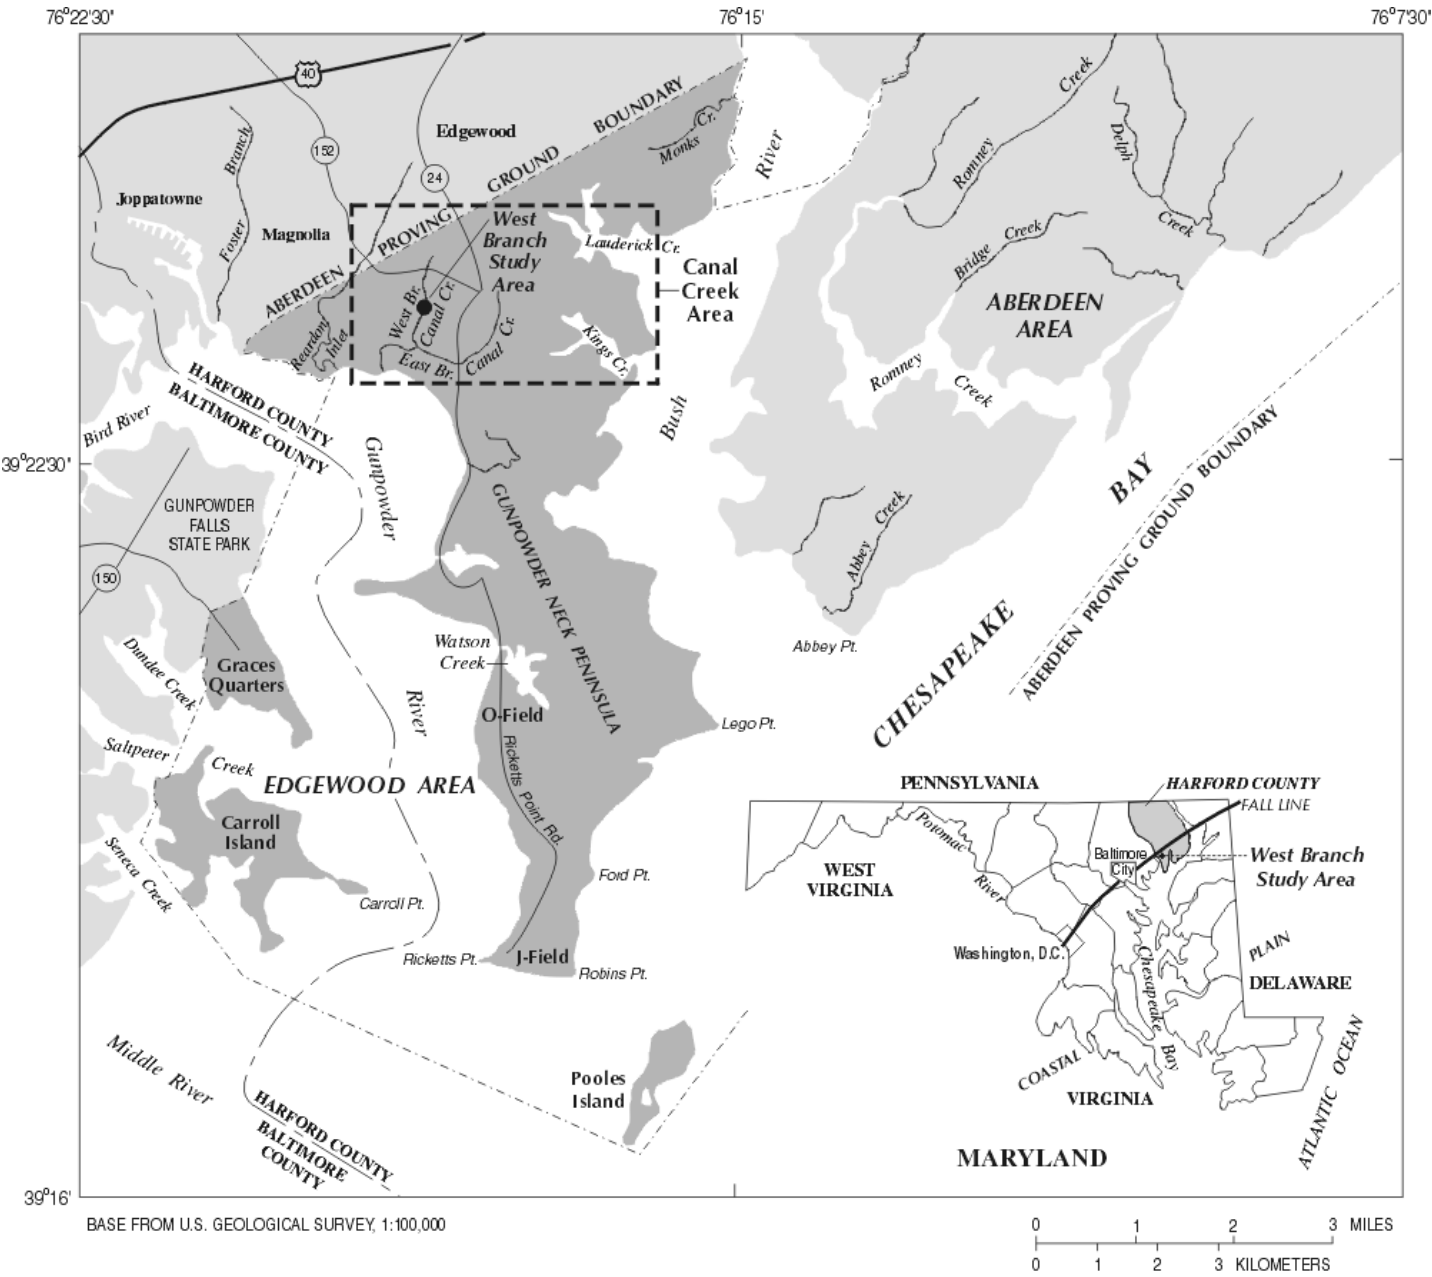 76°22'30"
76°15'
76°7'30"
40
152
24
Edgewood
BOUNDARY
GROUND
PROVING
ABERDEEN
Monks Cr.
River
Romney
Creek
Delph
Creek
Branch
Foster
Joppatowne
Magnolia
West
Branch
Study
Area
Lauderick Cr.
Canal
Creek
Area
Bridge Creek
ABERDEEN
AREA
West Br.
Canal Cr.
East Br.
Canal Cr.
Reardon
Inlet
Kings Cr.
Romney
Creek
HARFORD COUNTY
BALTIMORE COUNTY
Bird River
Bush
39°22'30"
Gunpowder
River
GUNPOWDER
FALLS
STATE PARK
150
GUNPOWDER NECK PENINSULA
BAY
CHESAPEAKE
ABERDEEN PROVING GROUND BOUNDARY
Abbey
Creek
Abbey Pt.
Watson
Creek
Dundee Creek
Graces
Quarters
O-Field
Lego Pt.
Saltpeter
Creek
EDGEWOOD AREA
Ricketts Point Rd.
Carroll
Island
Seneca Creek
Carroll Pt.
Ford Pt.
Ricketts Pt.
J-Field
Robins Pt.
Middle River
Pooles
Island
HARFORD COUNTY
BALTIMORE
COUNTY
39°16'
PENNSYLVANIA
HARFORD COUNTY
FALL LINE
Potomac
River
WEST
VIRGINIA
Baltimore
City
West Branch
Study Area
Washington, D.C.
Chesapeake
Bay
PLAIN
DELAWARE
COASTAL
VIRGINIA
ATLANTIC OCEAN
MARYLAND
BASE FROM U.S. GEOLOGICAL SURVEY, 1:100,000
0 1 2 3 MILES
0 1 2 3 KILOMETERS